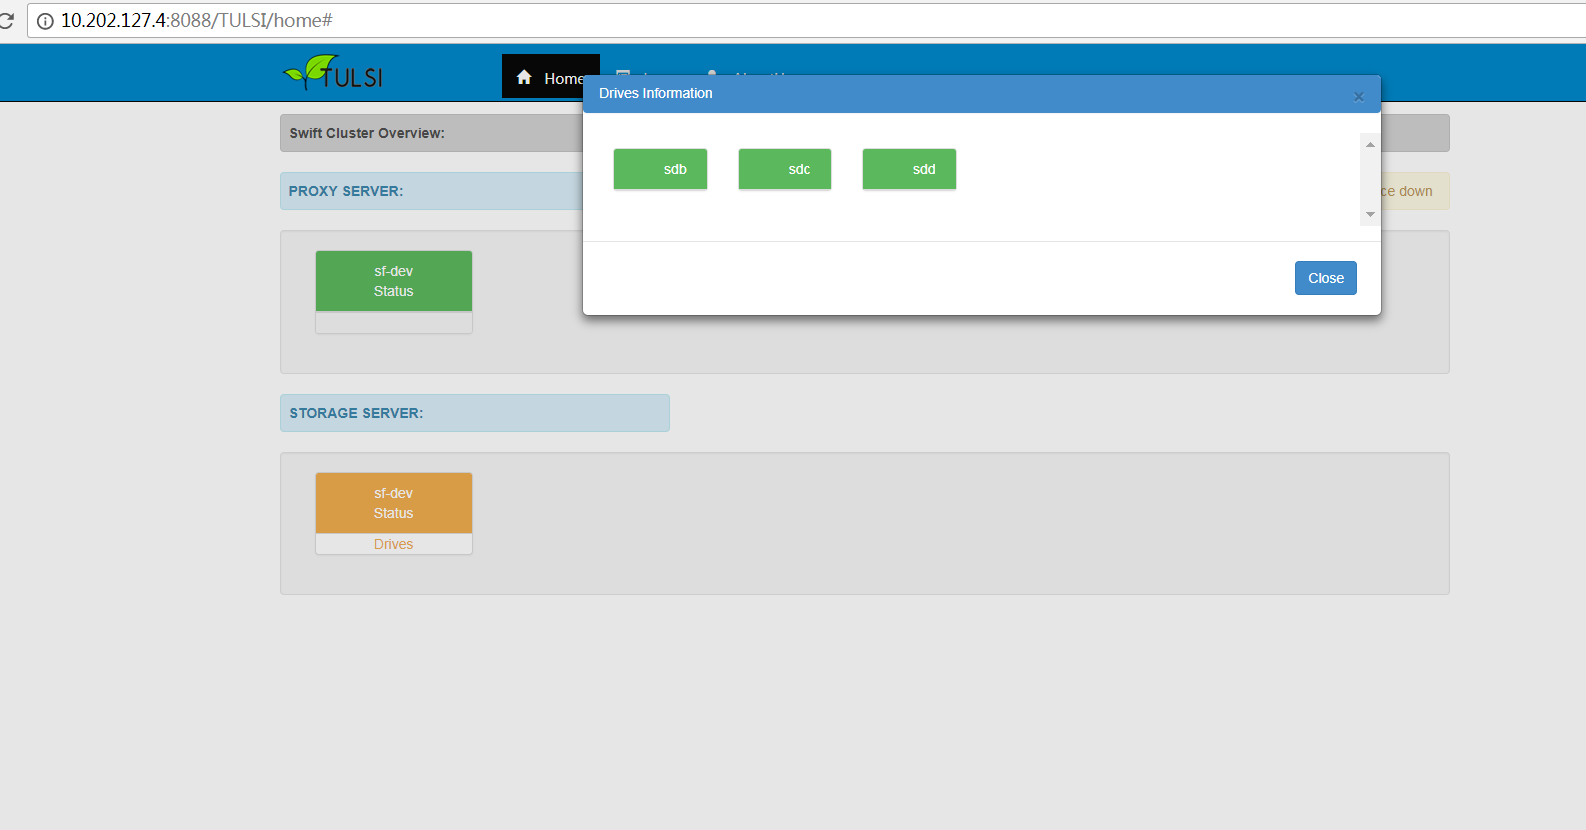 10.202.127.4:8088/TULSI/home#
TULSI
Home
Drives Information
×
Swift Cluster Overview:
sdb
sdc
sdd
PROXY SERVER:
down
Close
sf-dev
Status
STORAGE SERVER:
sf-dev
Status
Drives